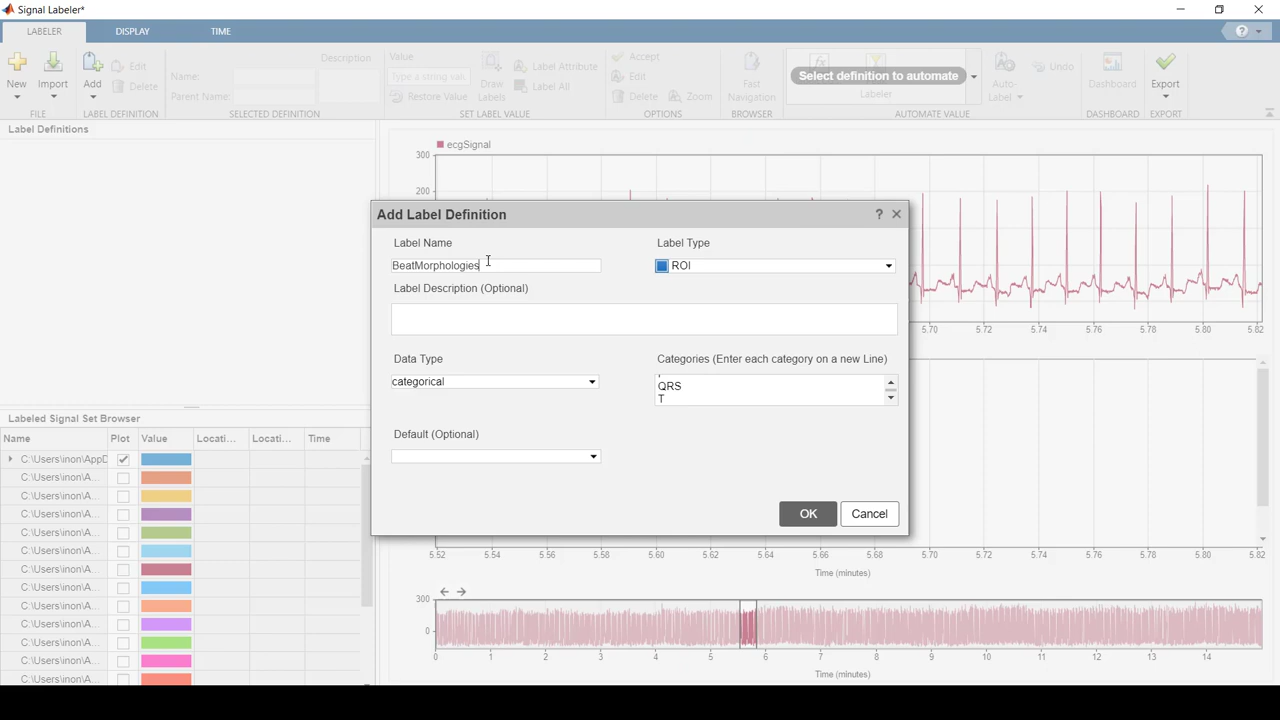 Signal Labeler*
LABELER DISPLAY TIME
New Import Add Edit Delete
Name:
Parent Name:
Description
Value
Type a string val
Restore Value
Draw Labels
Label Attribute
Label All
Accept
Edit
Delete Zoom
Fast Navigation
Select definition to automate
Labeler
Auto-Label
Undo
Dashboard
Export
FILE LABEL DEFINITION SELECTED DEFINITION SET LABEL VALUE OPTIONS BROWSER AUTOMATE VALUE DASHBOARD EXPORT
Label Definitions
ecgSignal
300
200
5.70 5.72 5.74 5.76 5.78 5.80 5.82
Add Label Definition ?
Label Name Label Type
BeatMorphologies ROI
Label Description (Optional)
Data Type Categories (Enter each category on a new Line)
categorical QRS
T
Default (Optional)
OK Cancel
Labeled Signal Set Browser
Name Plot Value Locati... Locati... Time
C:\Users\inon\AppD
C:\Users\inon\A...
C:\Users\inon\A...
C:\Users\inon\A...
C:\Users\inon\A...
C:\Users\inon\A...
C:\Users\inon\A...
C:\Users\inon\A...
C:\Users\inon\A...
C:\Users\inon\A...
C:\Users\inon\A...
C:\Users\inon\A...
C:\Users\inon\A...
5.52 5.54 5.56 5.58 5.60 5.62 5.64 5.66 5.68 5.70 5.72 5.74 5.76 5.78 5.80 5.82
Time (minutes)
300
0
0 1 2 3 4 5 6 7 8 9 10 11 12 13 14
Time (minutes)